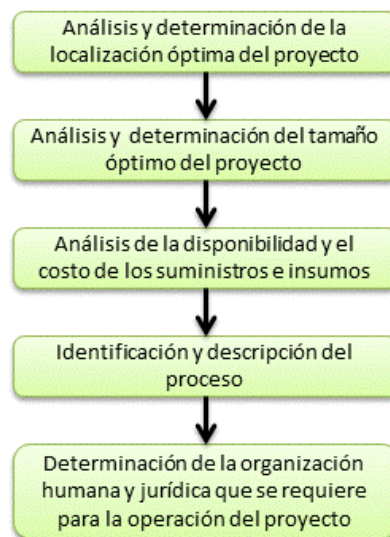 Análisis y determinación de la
localización óptima del proyecto
Análisis y determinación del tamaño
óptimo del proyecto
Análisis de la disponibilidad y el
costo de los suministros e insumos
Identificación y descripción del
proceso
Determinación de la organización
humana y jurídica que se requiere
para la operación del proyecto